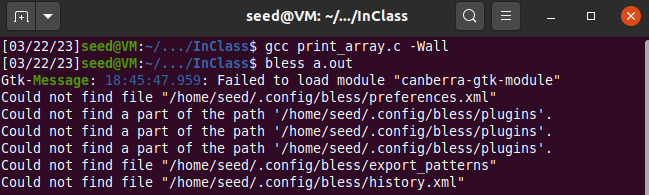 seed@VM: ~/.../InClass
[03/22/23]seed@VM:~/.../InClass$ gcc print_array.c -Wall
[03/22/23]seed@VM:~/.../InClass$ bless a.out
Gtk-Message: 18:45:47.959: Failed to load module "canberra-gtk-module"
Could not find file "/home/seed/.config/bless/preferences.xml"
Could not find a part of the path '/home/seed/.config/bless/plugins'.
Could not find a part of the path '/home/seed/.config/bless/plugins'.
Could not find a part of the path '/home/seed/.config/bless/plugins'.
Could not find file "/home/seed/.config/bless/export_patterns"
Could not find file "/home/seed/.config/bless/history.xml"